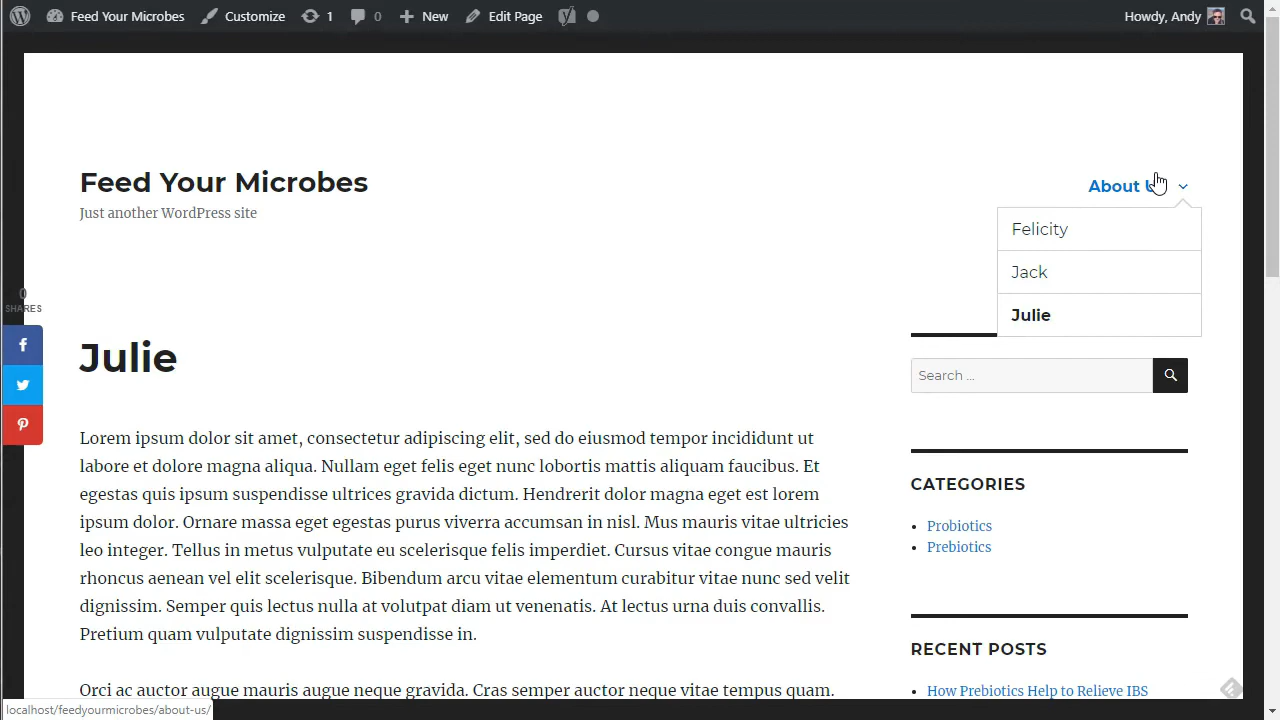 Feed Your Microbes Customize 1 0 New Edit Page Howdy, Andy
Feed Your Microbes
Just another WordPress site
About U
Felicity
Jack
Julie
0
SHARES
Julie
Lorem ipsum dolor sit amet, consectetur adipiscing elit, sed do eiusmod tempor incididunt ut
labore et dolore magna aliqua. Nullam eget felis eget nunc lobortis mattis aliquam faucibus. Et
egestas quis ipsum suspendisse ultrices gravida dictum. Hendrerit dolor magna eget est lorem
ipsum dolor. Ornare massa eget egestas purus viverra accumsan in nisl. Mus mauris vitae ultricies
leo integer. Tellus in metus vulputate eu scelerisque felis imperdiet. Cursus vitae congue mauris
rhoncus aenean vel elit scelerisque. Bibendum arcu vitae elementum curabitur vitae nunc sed velit
dignissim. Semper quis lectus nulla at volutpat diam ut venenatis. At lectus urna duis convallis.
Pretium quam vulputate dignissim suspendisse in.
Orci ac auctor augue mauris augue neque gravida. Cras semper auctor neque vitae tempus quam.
Search ...
CATEGORIES
Probiotics
Prebiotics
RECENT POSTS
How Prebiotics Help to Relieve IBS
localhost/feedyourmicrobes/about-us/